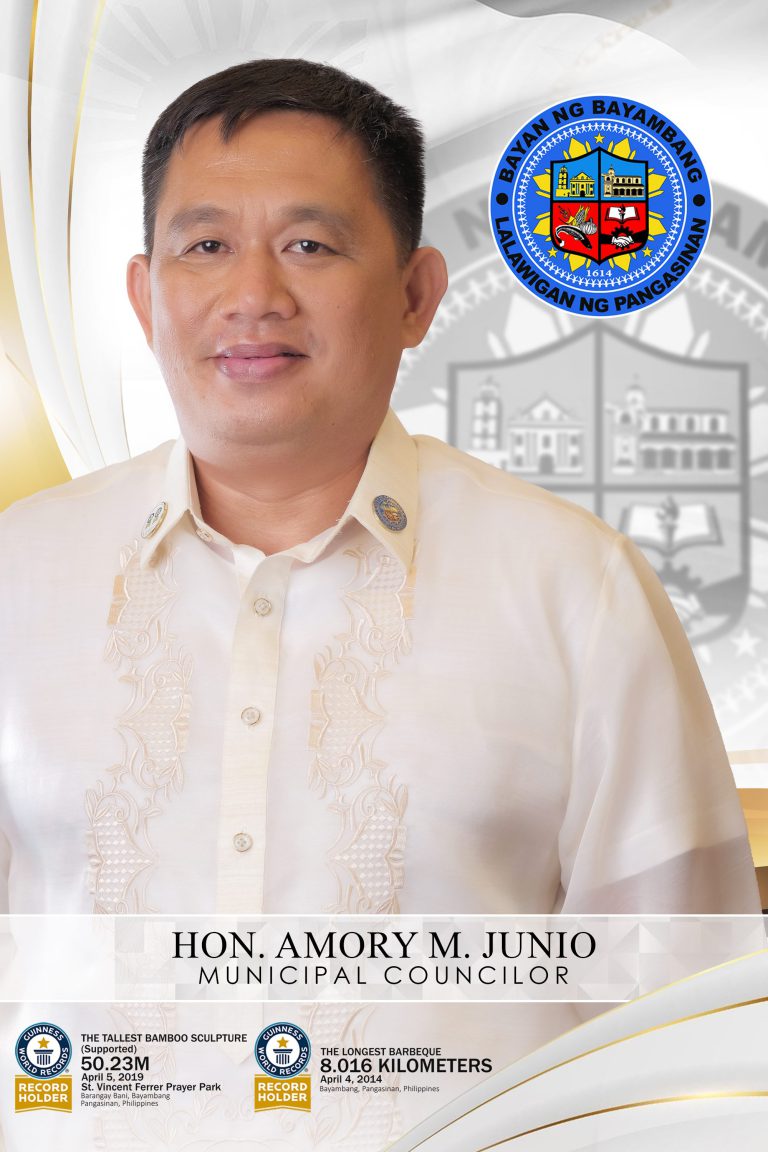 BAYAN NG BAYAMBANG
LALAWIGAN NG PANGASINAN
1614
HON. AMORY M. JUNIO
MUNICIPAL COUNCILOR
GUINNESS
WORLD RECORDS
RECORD
HOLDER
THE TALLEST BAMBOO SCULPTURE
(Supported)
50.23M
April 5, 2019
St. Vincent Ferrer Prayer Park
Barangay Bani, Bayambang
Pangasinan, Philippines
GUINNESS
WORLD RECORDS
RECORD
HOLDER
THE LONGEST BARBEQUE
8.016 KILOMETERS
April 4, 2014
Bayambang, Pangasinan, Philippines